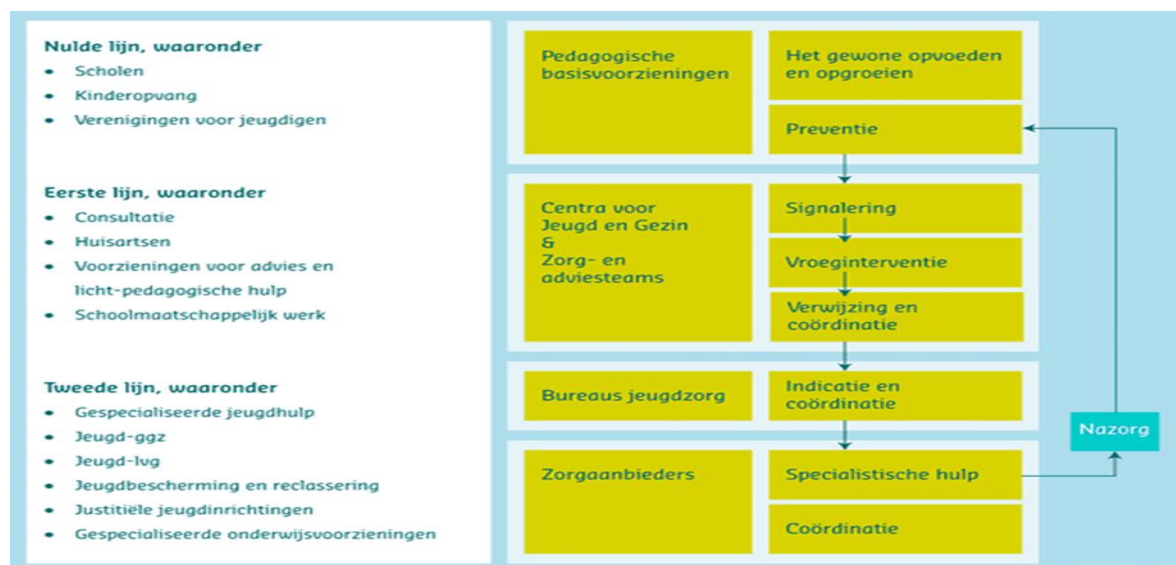 Nulde lijn, waaronder
• Scholen
• Kinderopvang
• Verenigingen voor jeugdigen
Eerste lijn, waaronder
• Consultatie
• Huisartsen
• Voorzieningen voor advies en
licht-pedagogische hulp
• Schoolmaatschappelijk werk
Tweede lijn, waaronder
• Gespecialiseerde jeugdhulp
• Jeugd-ggz
• Jeugd-lvg
• Jeugdbescherming en reclassering
• Justitiële jeugdinrichtingen
• Gespecialiseerde onderwijsvoorzieningen
Pedagogische
basisvoorzieningen
Het gewone opvoeden
en opgroeien
Preventie
Centra voor
Jeugd en Gezin
&
Zorg- en
adviesteams
Signalering
Vroeginterventie
Verwijzing en
coördinatie
Bureaus jeugdzorg
Indicatie en
coördinatie
Zorgaanbieders
Specialistische hulp
Coördinatie
Nazorg